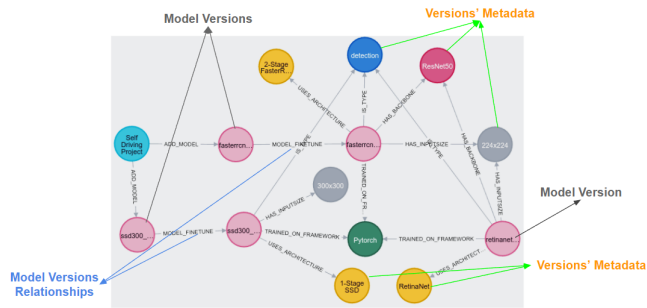 Model Versions
Versions' Metadata
2-Stage
FasterR...
detection
ResNet50
USES_ARCHITECTURE
IS_TYPE
HAS_BACKBONE
Self
Driving
Project
ADD_MODEL
fasterrcn...
MODEL_FINETUNE
fasterrcn...
HAS_INPUTSIZE
224x224
IS_TYPE
IS_TYPE
HAS_BACKBONE
ADD_MODEL
300x300
HAS_INPUTSIZE
TRAINED_ON_FR...
HAS_INPUTSIZE
Model Version
ssd300_...
MODEL_FINETUNE
ssd300_...
TRAINED_ON_FRAMEWORK
Pytorch
TRAINED_ON_FRAMEWORK
retinanet...
USES_ARCHITECTURE
USES_ARCHITECT...
Model Versions
Relationships
1-Stage
SSD
RetinaNet
Versions' Metadata